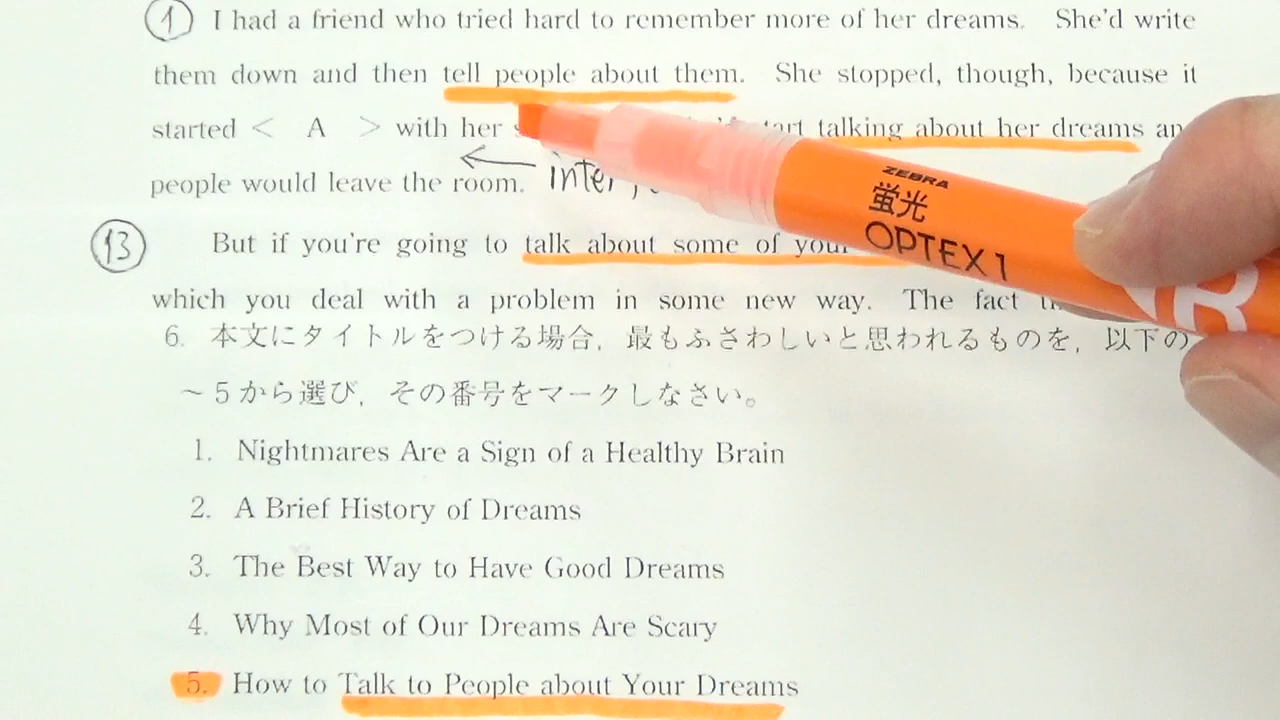 ① I had a friend who tried hard to remember more of her dreams. She'd write
them down and then tell people about them. She stopped, though, because it
started < A > with her talking about her dreams
people would leave the room.
← inter
ZEBRA
蛍光
OPTEX 1
R
⑬ But if you're going to talk about some of
which you deal with a problem in some new way. The fact
6. 本文にタイトルをつける場合, 最もふさわしいと思われるものを, 以下の
~5から選び, その番号をマークしなさい。
1. Nightmares Are a Sign of a Healthy Brain
2. A Brief History of Dreams
3. The Best Way to Have Good Dreams
4. Why Most of Our Dreams Are Scary
5. How to Talk to People about Your Dreams